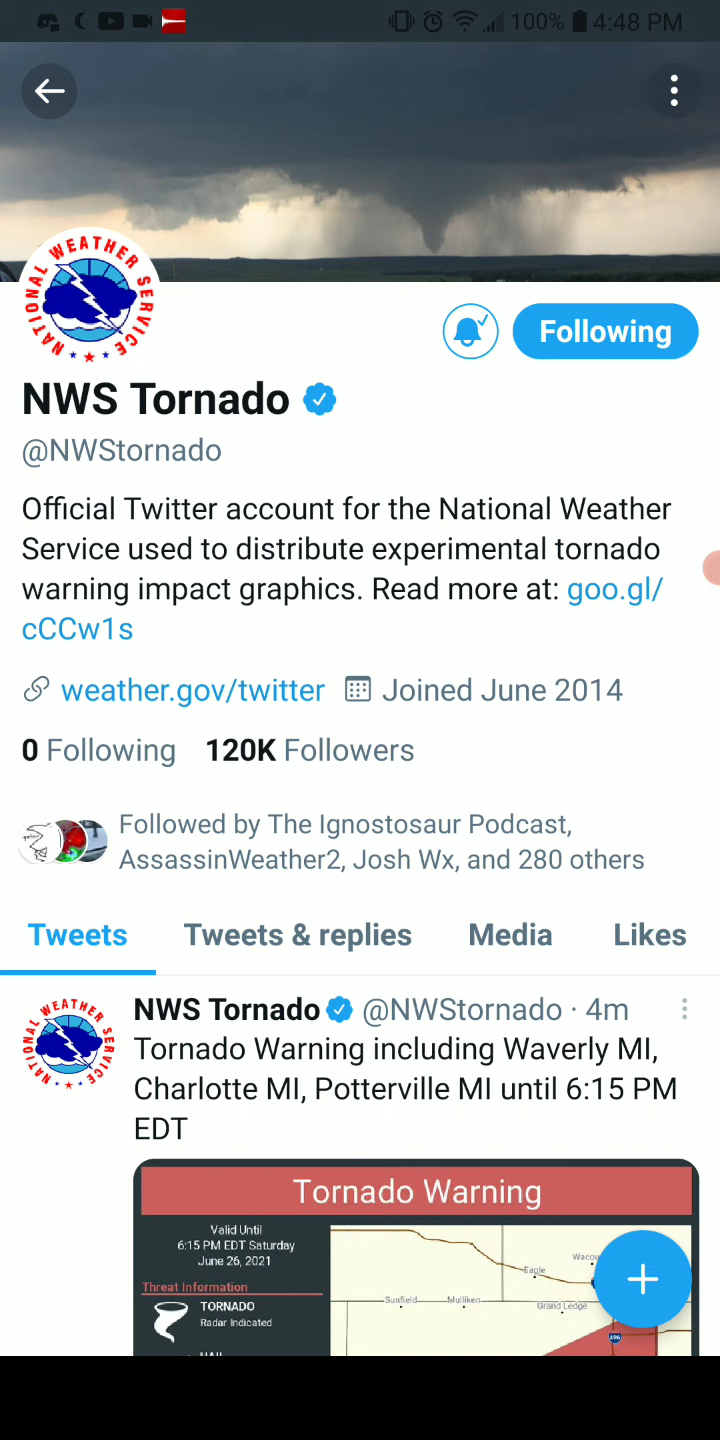 100% 4:48 PM
NATIONAL WEATHER SERVICE
Following
NWS Tornado
@NWStornado
Official Twitter account for the National Weather
Service used to distribute experimental tornado
warning impact graphics. Read more at: goo.gl/
cCCw1s
weather.gov/twitter Joined June 2014
0 Following 120K Followers
Followed by The Ignostosaur Podcast,
AssassinWeather2, Josh Wx, and 280 others
Tweets Tweets & replies Media Likes
NATIONAL WEATHER SERVICE
NWS Tornado @NWStornado · 4m
Tornado Warning including Waverly MI,
Charlotte MI, Potterville MI until 6:15 PM
EDT
Tornado Warning
Valid Until
6:15 PM EDT Saturday
June 26, 2021
Threat Information
TORNADO
Radar Indicated
Eagle
Sunfield
Mulliken
Grand Ledge
496